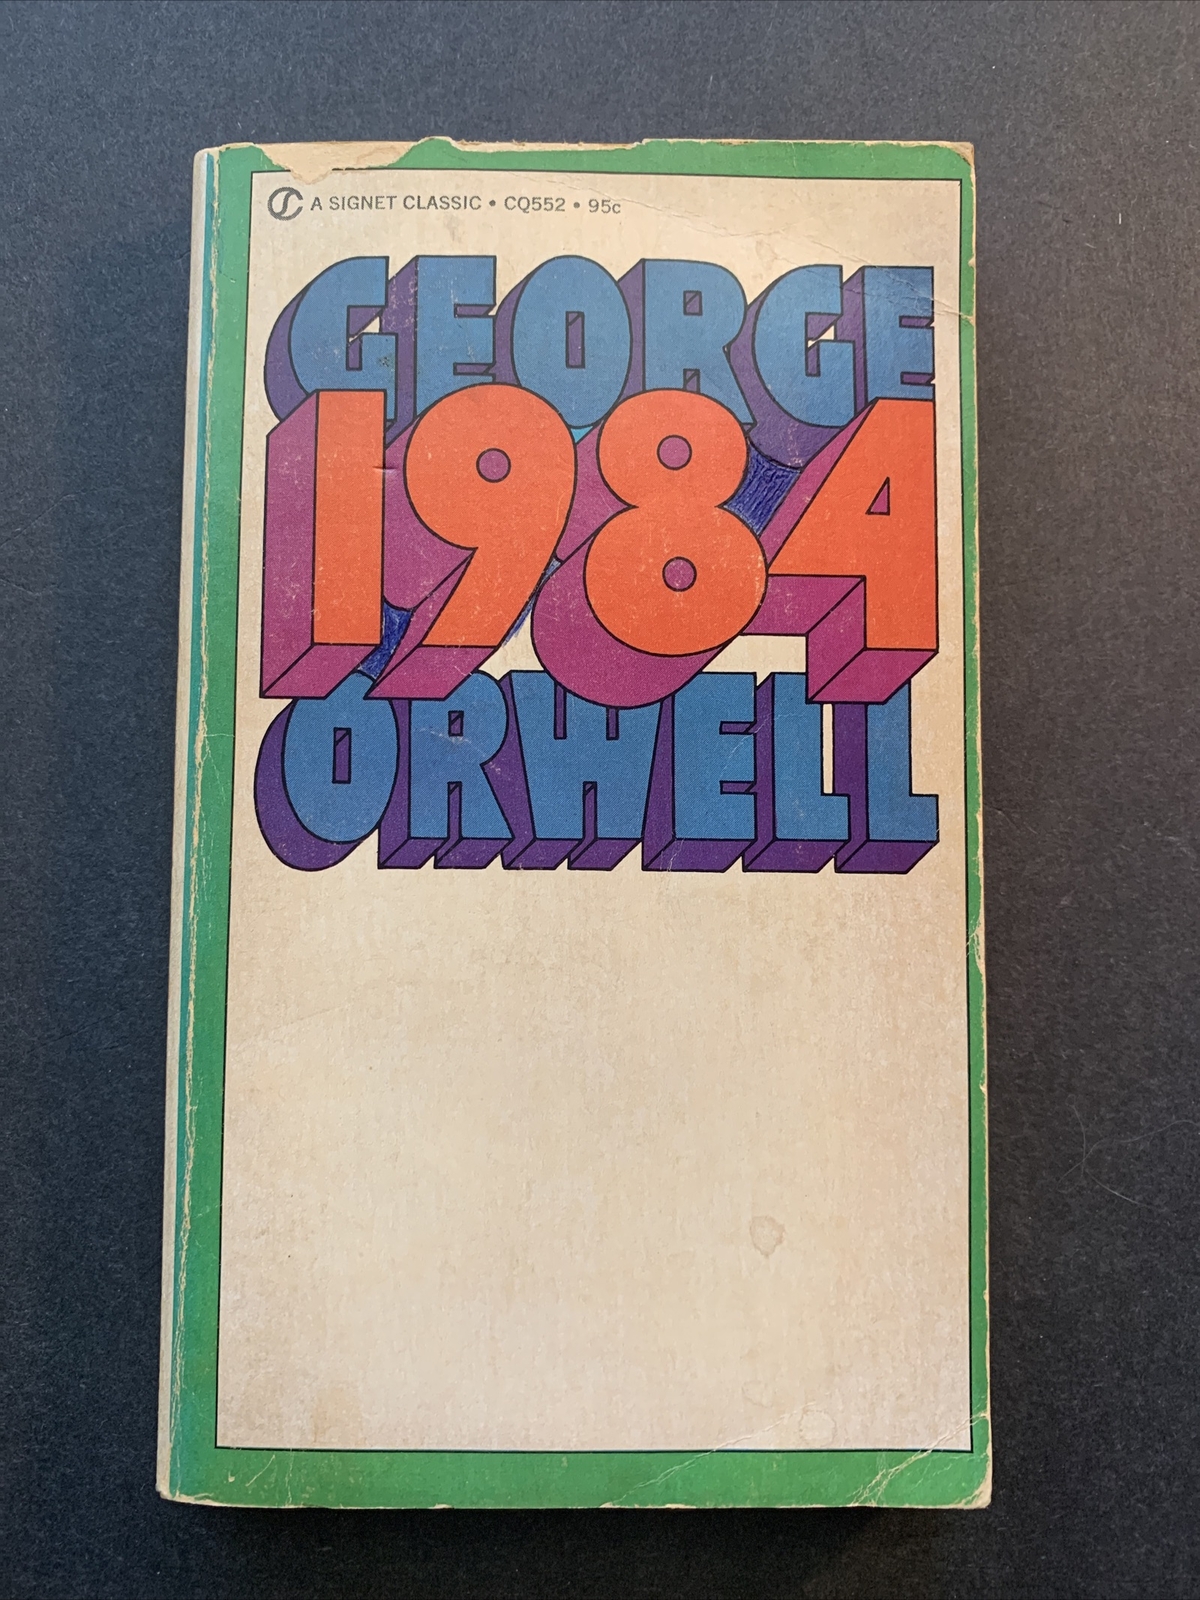 A SIGNET CLASSIC • CQ552 • 95c
GEORGE
1984
ORWELL